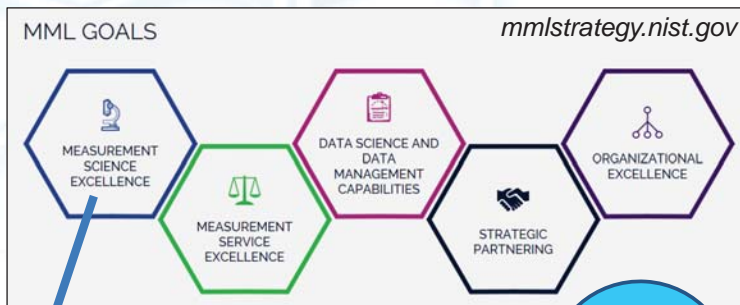 MML GOALS
mmlstrategy.nist.gov
MEASUREMENT
SCIENCE
EXCELLENCE
MEASUREMENT
SERVICE
EXCELLENCE
DATA SCIENCE AND
DATA
MANAGEMENT
CAPABILITIES
STRATEGIC
PARTNERING
ORGANIZATIONAL
EXCELLENCE